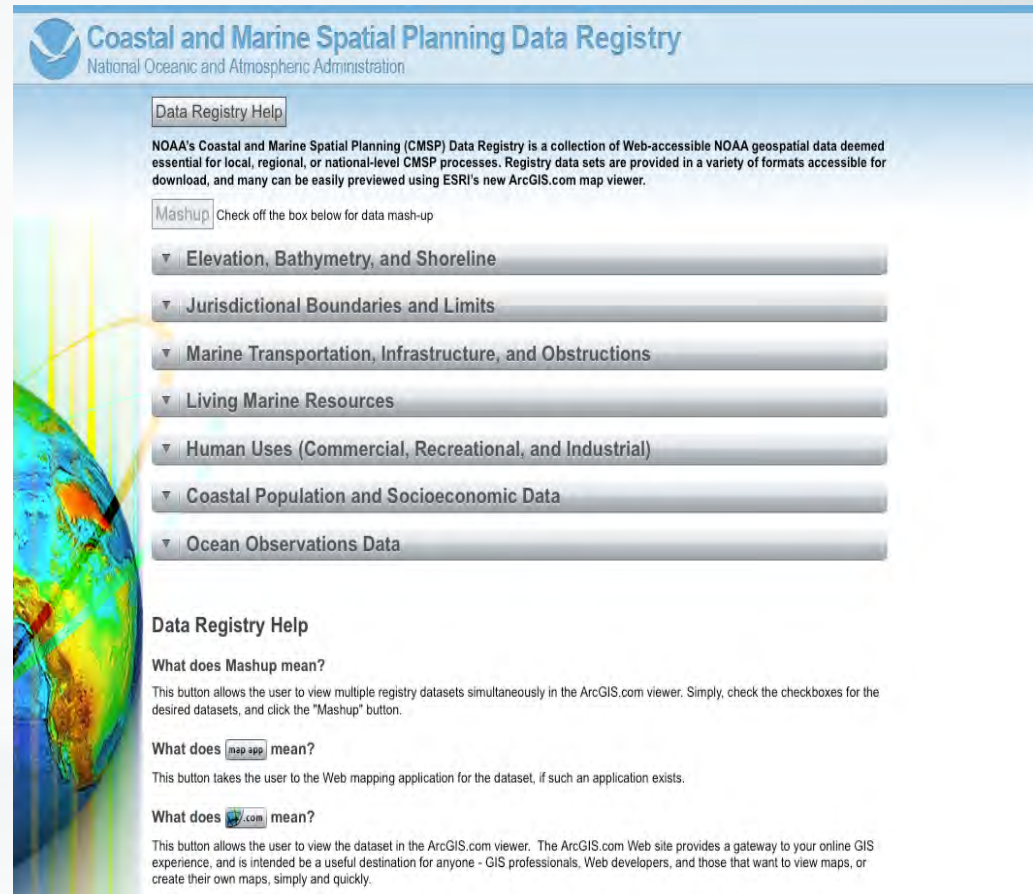 Coastal and Marine Spatial Planning Data Registry
National Oceanic and Atmospheric Administration
Data Registry Help
NOAA's Coastal and Marine Spatial Planning (CMSP) Data Registry is a collection of Web-accessible NOAA geospatial data deemed
essential for local, regional, or national-level CMSP processes. Registry data sets are provided in a variety of formats accessible for
download, and many can be easily previewed using ESRI's new ArcGIS.com map viewer.
Mashup Check off the box below for data mash-up
Elevation, Bathymetry, and Shoreline
Jurisdictional Boundaries and Limits
Marine Transportation, Infrastructure, and Obstructions
Living Marine Resources
Human Uses (Commercial, Recreational, and Industrial)
Coastal Population and Socioeconomic Data
Ocean Observations Data
Data Registry Help
What does Mashup mean?
This button allows the user to view multiple registry datasets simultaneously in the ArcGIS.com viewer. Simply, check the checkboxes for the
desired datasets, and click the "Mashup" button.
What does map app mean?
This button takes the user to the Web mapping application for the dataset, if such an application exists.
What does .com mean?
This button allows the user to view the dataset in the ArcGIS.com viewer. The ArcGIS.com Web site provides a gateway to your online GIS
experience, and is intended be a useful destination for anyone - GIS professionals, Web developers, and those that want to view maps, or
create their own maps, simply and quickly.